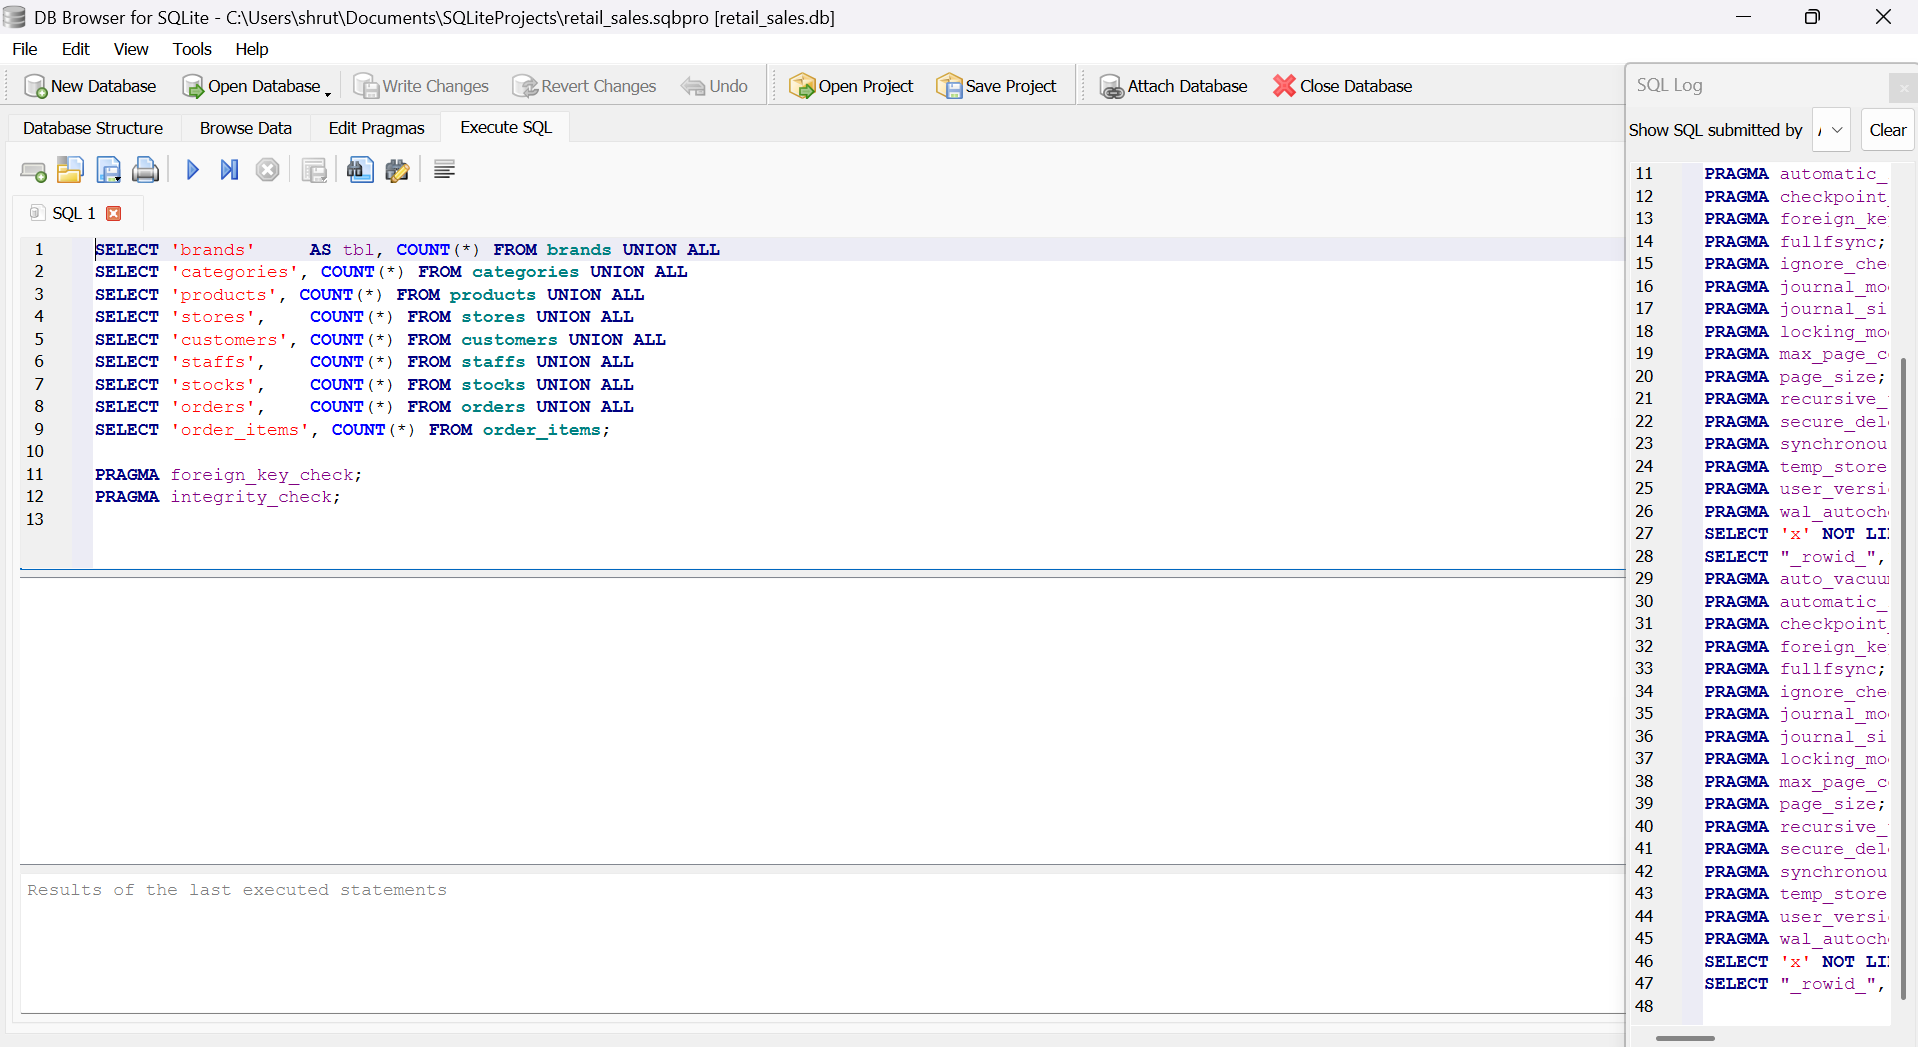 DB Browser for SQLite - C:\Users\shrut\Documents\SQLiteProjects\retail_sales.sqbpro [retail_sales.db]
File Edit View Tools Help
New Database Open Database Write Changes Revert Changes Undo Open Project Save Project Attach Database Close Database
Database Structure Browse Data Edit Pragmas Execute SQL
SQL 1
1 SELECT 'brands'     AS tbl, COUNT(*) FROM brands UNION ALL
2 SELECT 'categories', COUNT(*) FROM categories UNION ALL
3 SELECT 'products', COUNT(*) FROM products UNION ALL
4 SELECT 'stores',    COUNT(*) FROM stores UNION ALL
5 SELECT 'customers', COUNT(*) FROM customers UNION ALL
6 SELECT 'staffs',    COUNT(*) FROM staffs UNION ALL
7 SELECT 'stocks',    COUNT(*) FROM stocks UNION ALL
8 SELECT 'orders',    COUNT(*) FROM orders UNION ALL
9 SELECT 'order_items', COUNT(*) FROM order_items;
10
11 PRAGMA foreign_key_check;
12 PRAGMA integrity_check;
13
Results of the last executed statements
SQL Log
Show SQL submitted by Clear
11 PRAGMA automatic_
12 PRAGMA checkpoint_
13 PRAGMA foreign_ke
14 PRAGMA fullfsync;
15 PRAGMA ignore_che
16 PRAGMA journal_mo
17 PRAGMA journal_si
18 PRAGMA locking_mo
19 PRAGMA max_page_c
20 PRAGMA page_size;
21 PRAGMA recursive_
22 PRAGMA secure_del
23 PRAGMA synchronou
24 PRAGMA temp_store
25 PRAGMA user_versi
26 PRAGMA wal_autoch
27 SELECT 'x' NOT LI
28 SELECT "_rowid_",
29 PRAGMA auto_vacuu
30 PRAGMA automatic_
31 PRAGMA checkpoint_
32 PRAGMA foreign_ke
33 PRAGMA fullfsync;
34 PRAGMA ignore_che
35 PRAGMA journal_mo
36 PRAGMA journal_si
37 PRAGMA locking_mo
38 PRAGMA max_page_c
39 PRAGMA page_size;
40 PRAGMA recursive_
41 PRAGMA secure_del
42 PRAGMA synchronou
43 PRAGMA temp_store
44 PRAGMA user_versi
45 PRAGMA wal_autoch
46 SELECT 'x' NOT LI
47 SELECT "_rowid_",
48